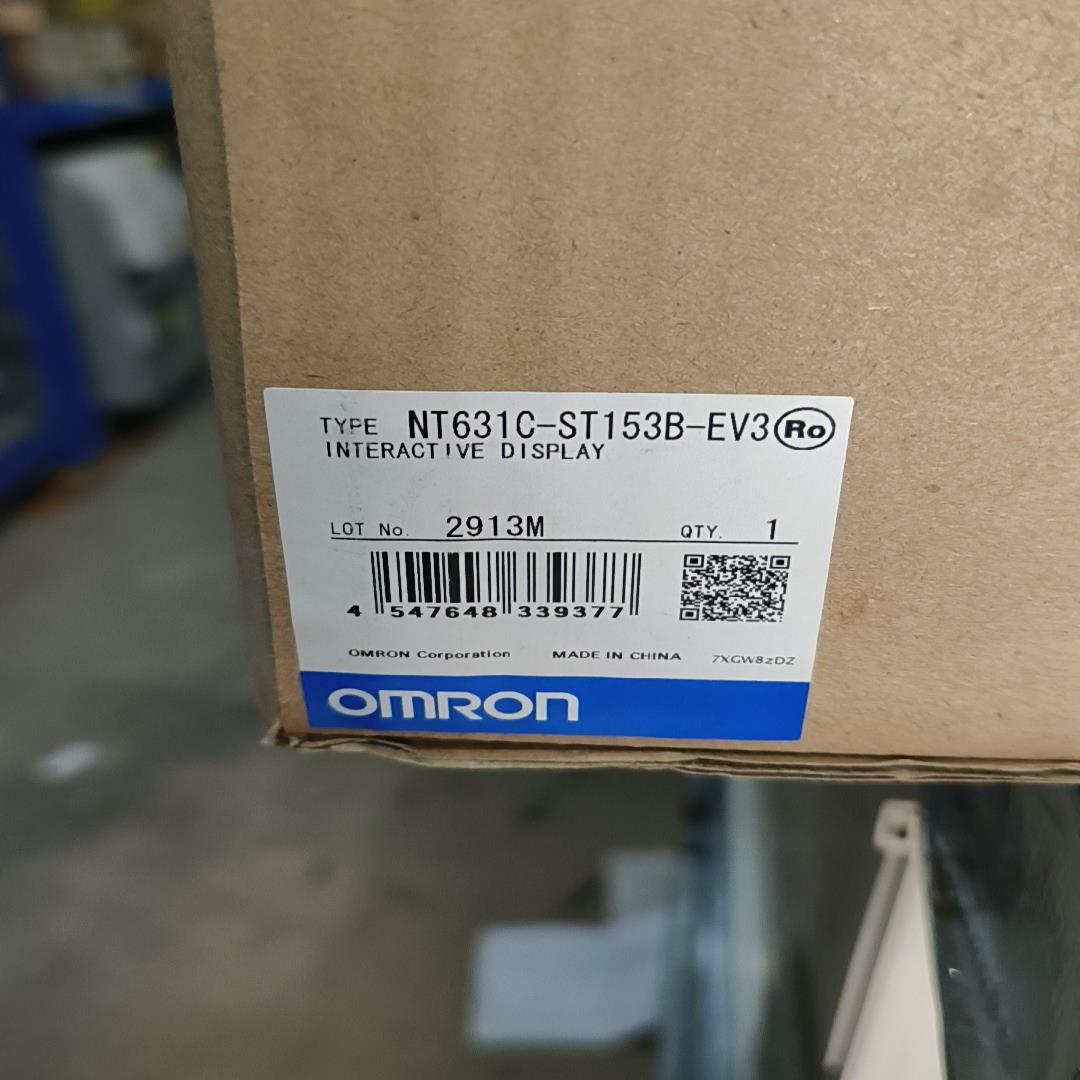 TYPE NT631C-ST153B-EV3 Ro
INTERACTIVE DISPLAY
LOT No. 2913M QTY. 1
4 547648 339377
OMRON Corporation MADE IN CHINA 7XGW8zDZ
OMRON